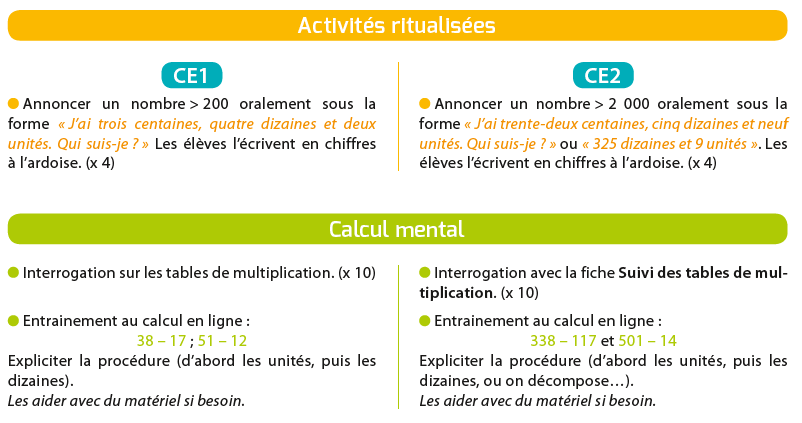 Activités ritualisées
CE1
● Annoncer un nombre > 200 oralement sous la
forme « J’ai trois centaines, quatre dizaines et deux
unités. Qui suis-je ? » Les élèves l’écrivent en chiffres
à l’ardoise. (x 4)
CE2
● Annoncer un nombre > 2 000 oralement sous la
forme « J’ai trente-deux centaines, cinq dizaines et neuf
unités. Qui suis-je ? » ou « 325 dizaines et 9 unités ». Les
élèves l’écrivent en chiffres à l’ardoise. (x 4)
Calcul mental
● Interrogation sur les tables de multiplication. (x 10)
● Entrainement au calcul en ligne :
38 – 17 ; 51 – 12
Expliciter la procédure (d’abord les unités, puis les
dizaines).
Les aider avec du matériel si besoin.
● Interrogation avec la fiche Suivi des tables de mul-
tiplication. (x 10)
● Entrainement au calcul en ligne :
338 – 117 et 501 – 14
Expliciter la procédure (d’abord les unités, puis les
dizaines, ou on décompose…).
Les aider avec du matériel si besoin.